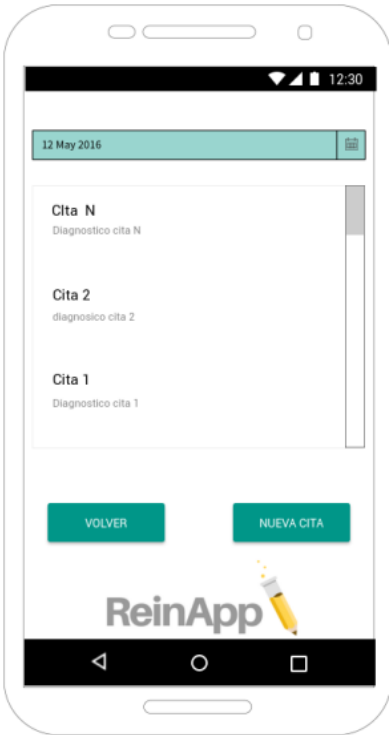 12:30
12 May 2016
CIta N
Diagnostico cita N
Cita 2
diagnosico cita 2
Cita 1
Diagnostico cita 1
VOLVER
NUEVA CITA
ReinApp